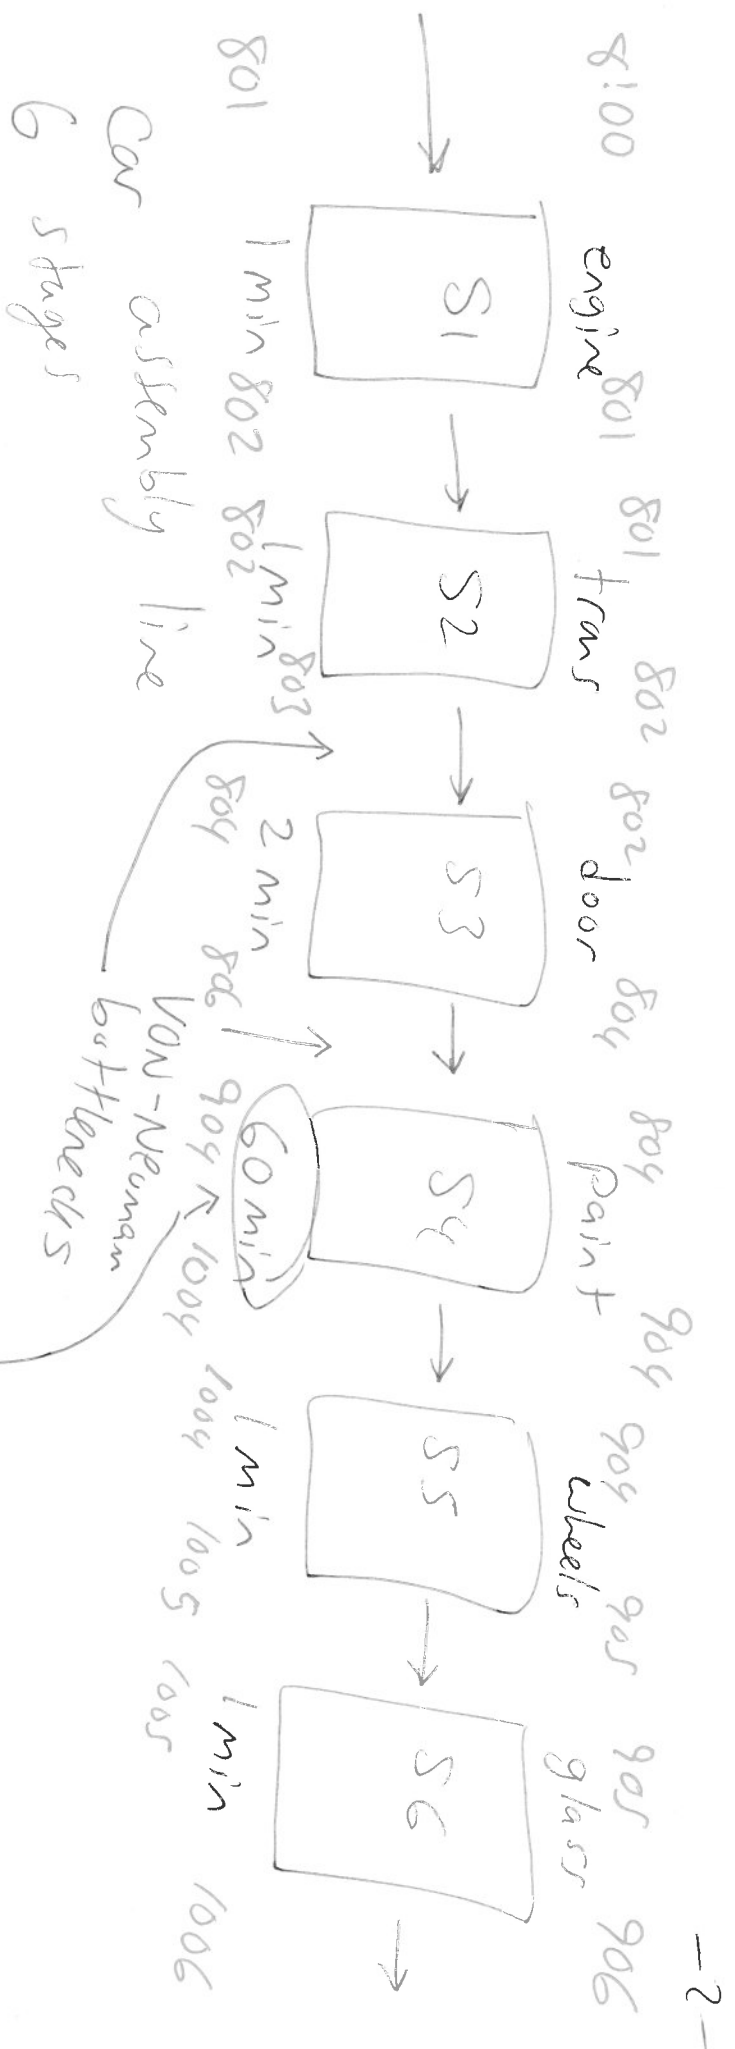 -2-
8:00 801 801 802 802 804 804 904 904 905 905 906
engine trans door paint wheels glass
S1 S2 S3 S4 S5 S6
1 min 1 min 2 min 60 min 1 min 1 min
801 802 802 803 804 806 904 1004 1004 1005 1005 1006
Car assembly line
6 stages
VON-Neuman
bottlenecks